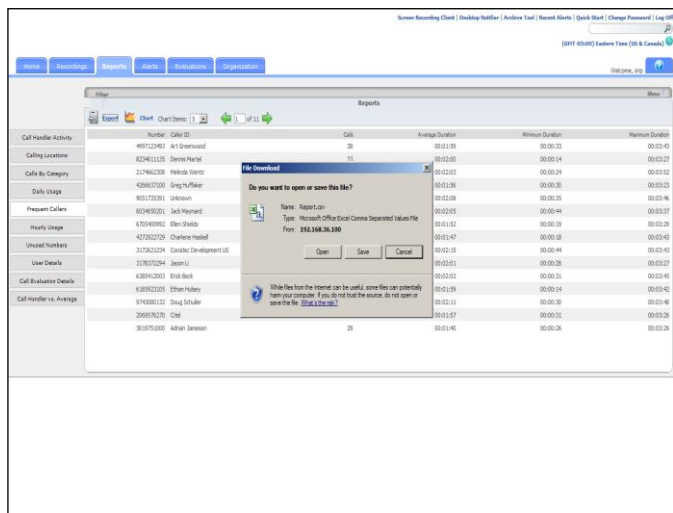 Screen Recording Client | Desktop Notifier | Archive Tool | Recent Alerts | Quick Start | Change Password | Log Off
(GMT-05:00) Eastern Time (US & Canada)
Home Recordings Reports Alerts Evaluations Organization
Welcome, org
Filter Show
Reports
Export Chart Chart Items: 1 of 11
Number Caller ID Calls Average Duration Minimum Duration Maximum Duration
Call Handler Activity
Calling Locations
Calls By Category
Daily Usage
Frequent Callers
Hourly Usage
Unused Numbers
User Details
Call Evaluation Details
Call Handler vs. Average
4997123493 Art Greenwood 38 00:01:59 00:00:33 00:03:43
8234611135 Dennis Martel 33 00:02:00 00:00:14 00:03:27
2174662308 Melinda Wentz 00:02:03 00:00:24 00:03:52
4266637100 Greg Huffaker 00:01:56 00:00:30 00:03:23
9051735391 Unknown 00:02:08 00:00:35 00:03:46
6034650201 Jack Maynard 00:02:05 00:00:44 00:03:37
6705400992 Ellen Shields 00:01:52 00:00:19 00:03:29
4272922729 Charlene Haskell 00:01:47 00:00:18 00:03:43
3172621234 Conatec Development US 00:02:18 00:00:44 00:03:43
3178372294 Jason Li 00:02:01 00:00:28 00:03:27
6385412003 Erick Beck 00:02:02 00:00:31 00:03:45
6185923105 Ethan Hulsey 00:01:59 00:00:14 00:03:42
9743080132 Doug Schuller 00:02:11 00:00:30 00:03:48
2069576270 Citel 00:01:57 00:00:21 00:03:26
3019751000 Adrian Jameson 29 00:01:40 00:00:26 00:03:26
File Download
Do you want to open or save this file?
Name: Report.csv
Type: Microsoft Office Excel Comma Separated Values File
From: 192.168.36.100
Open Save Cancel
While files from the Internet can be useful, some files can potentially
harm your computer. If you do not trust the source, do not open or
save this file. What's the risk?